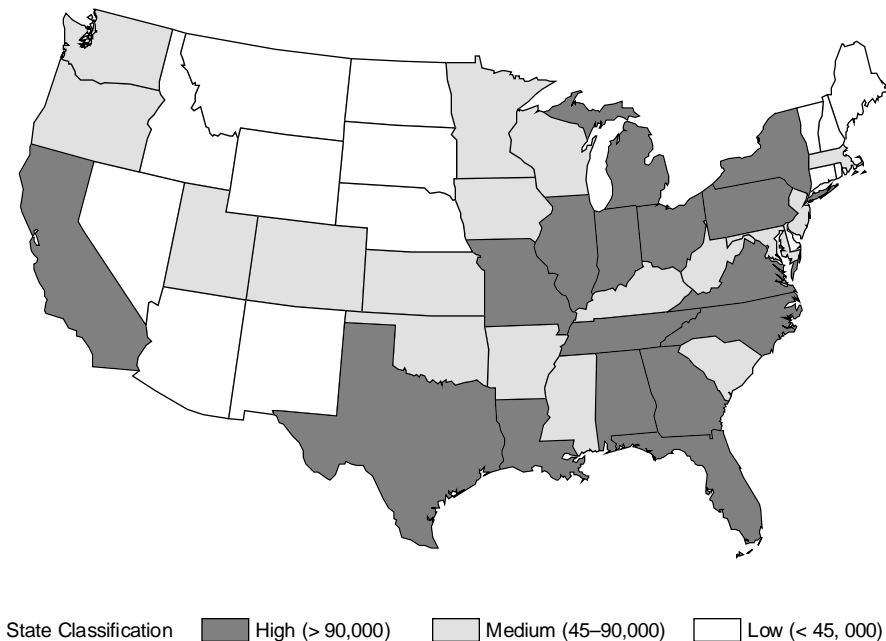 State Classification High (> 90,000) Medium (45–90,000) Low (< 45, 000)